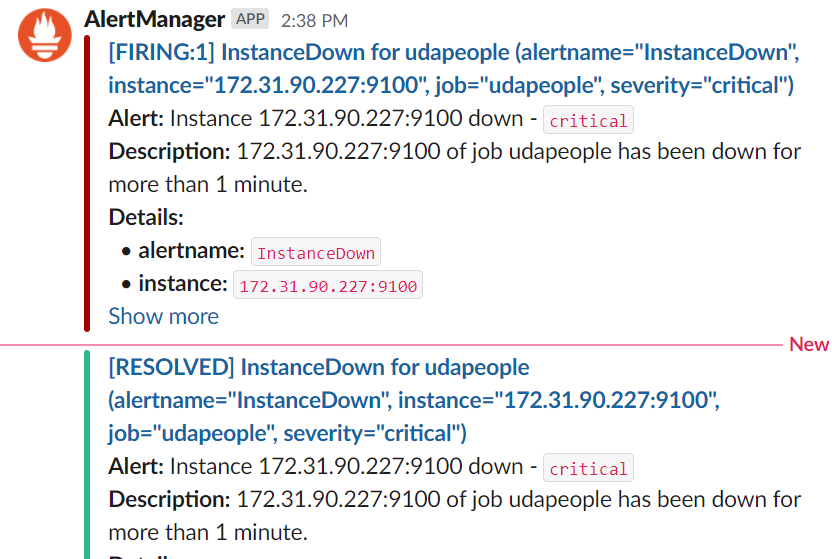 AlertManager APP 2:38 PM
[FIRING:1] InstanceDown for udapeople (alertname="InstanceDown",
instance="172.31.90.227:9100", job="udapeople", severity="critical")
Alert: Instance 172.31.90.227:9100 down - critical
Description: 172.31.90.227:9100 of job udapeople has been down for
more than 1 minute.
Details:
• alertname: InstanceDown
• instance: 172.31.90.227:9100
Show more
New
[RESOLVED] InstanceDown for udapeople
(alertname="InstanceDown", instance="172.31.90.227:9100",
job="udapeople", severity="critical")
Alert: Instance 172.31.90.227:9100 down - critical
Description: 172.31.90.227:9100 of job udapeople has been down for
more than 1 minute.